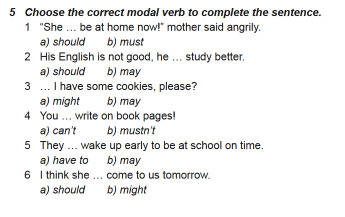 5 Choose the correct modal verb to complete the sentence.
1 "She ... be at home now!" mother said angrily.
a) should b) must
2 His English is not good, he ... study better.
a) should b) may
3 ... I have some cookies, please?
a) might b) may
4 You ... write on book pages!
a) can't b) mustn't
5 They ... wake up early to be at school on time.
a) have to b) may
6 I think she ... come to us tomorrow.
a) should b) might